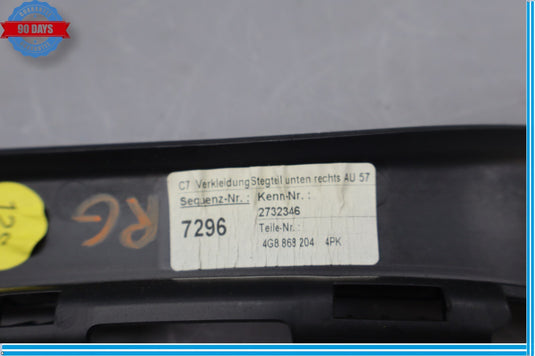 90 DAYS
C7 Verkleidung Stegteil unten rechts AU 57
Sequenz-Nr. : Kenn-Nr. :
2732346
7296
Teile-Nr.:
4G8 868 204 4PK
RG